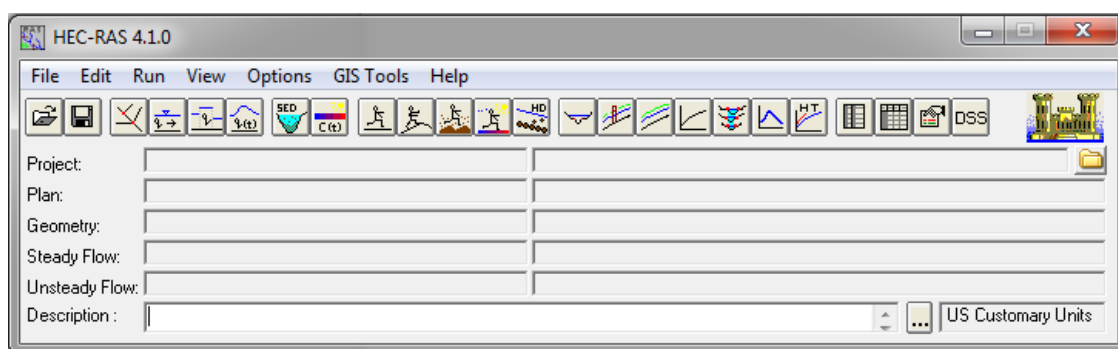 HEC-RAS 4.1.0
File Edit Run View Options GIS Tools Help
SED C(t) HD H.T. DSS
Project:
Plan:
Geometry:
Steady Flow:
Unsteady Flow:
Description : ... US Customary Units